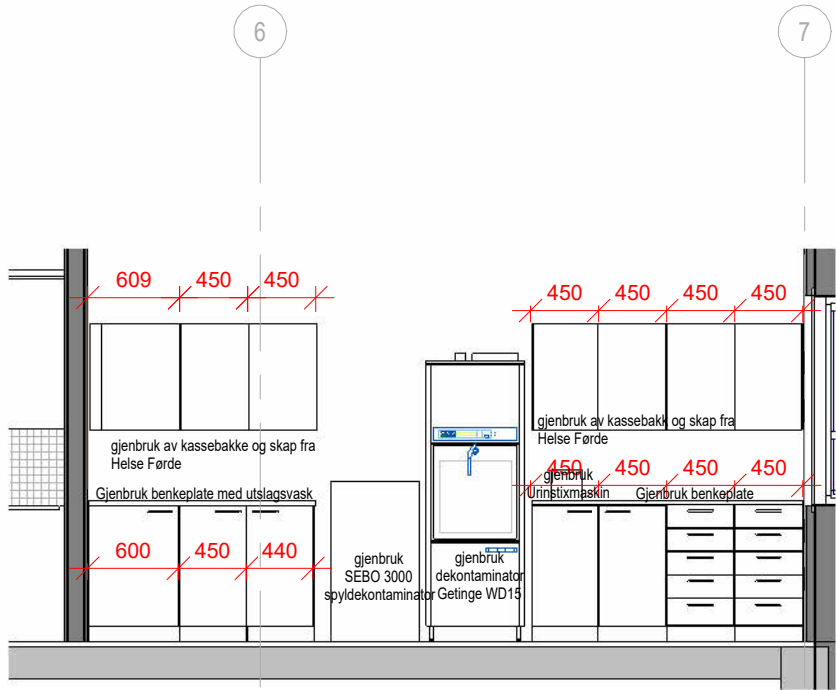 6
7
609 450 450
450 450 450 450
gjenbruk av kassebakke og skap fra
Helse Førde
gjenbruk av kassebakk og skap fra
Helse Førde
450 450 450 450
gjenbruk
Urinstixmaskin
Gjenbruk benkeplate
Gjenbruk benkeplate med utslagsvask
600 450 440
gjenbruk
SEBO 3000
spyldekontaminator
gjenbruk
dekontaminator
Getinge WD15